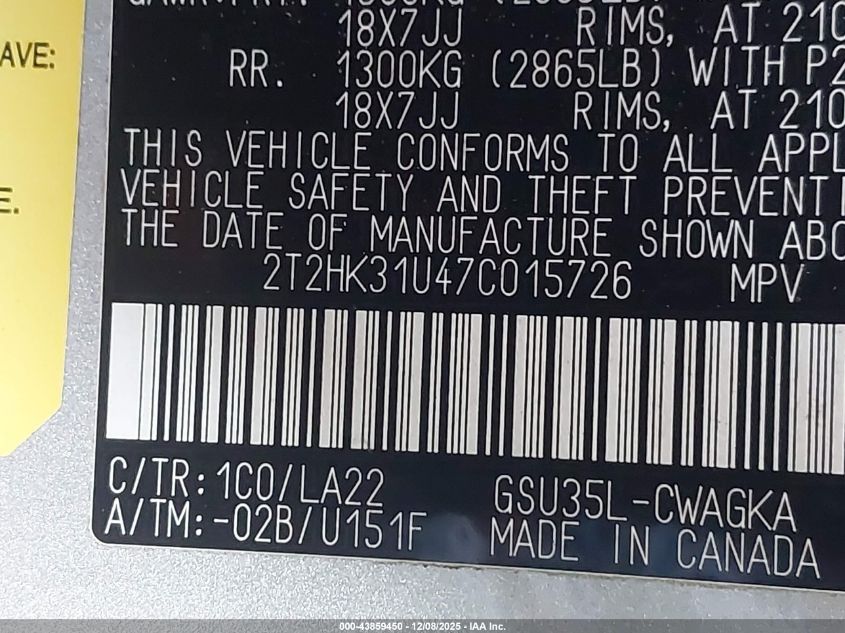 18X7JJ RIMS, AT 210
AVE:
RR. 1300KG (2865LB) WITH P2
18X7JJ RIMS, AT 210
THIS VEHICLE CONFORMS TO ALL APPL
VEHICLE SAFETY AND THEFT PREVENTI
E.
THE DATE OF MANUFACTURE SHOWN ABO
2T2HK31U47C015726 MPV
C/TR: 1C0/LA22 GSU35L-CWAGKA
A/TM:-02B/U151F MADE IN CANADA
000-43859450 - 12/08/2025 - IAA Inc.